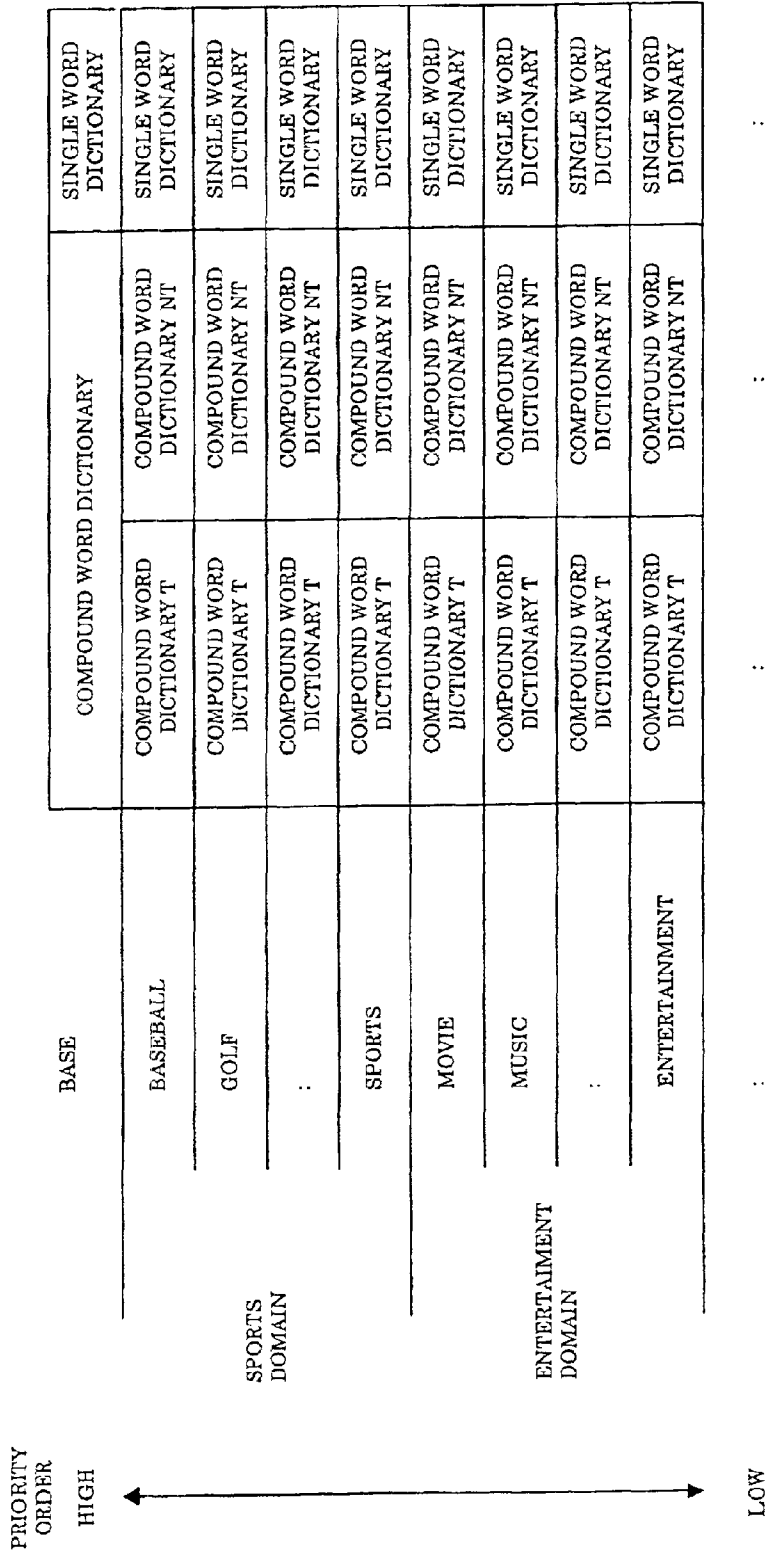 PRIORITY
ORDER
HIGH
BASE
COMPOUND WORD DICTIONARY
SINGLE WORD
DICTIONARY
SPORTS
DOMAIN
BASEBALL
COMPOUND WORD
DICTIONARY T
COMPOUND WORD
DICTIONARY NT
SINGLE WORD
DICTIONARY
GOLF
COMPOUND WORD
DICTIONARY T
COMPOUND WORD
DICTIONARY NT
SINGLE WORD
DICTIONARY
:
COMPOUND WORD
DICTIONARY T
COMPOUND WORD
DICTIONARY NT
SINGLE WORD
DICTIONARY
SPORTS
COMPOUND WORD
DICTIONARY T
COMPOUND WORD
DICTIONARY NT
SINGLE WORD
DICTIONARY
ENTERTAIMENT
DOMAIN
MOVIE
COMPOUND WORD
DICTIONARY T
COMPOUND WORD
DICTIONARY NT
SINGLE WORD
DICTIONARY
MUSIC
COMPOUND WORD
DICTIONARY T
COMPOUND WORD
DICTIONARY NT
SINGLE WORD
DICTIONARY
:
COMPOUND WORD
DICTIONARY T
COMPOUND WORD
DICTIONARY NT
SINGLE WORD
DICTIONARY
ENTERTAINMENT
COMPOUND WORD
DICTIONARY T
COMPOUND WORD
DICTIONARY NT
SINGLE WORD
DICTIONARY
LOW
:
:
:
: